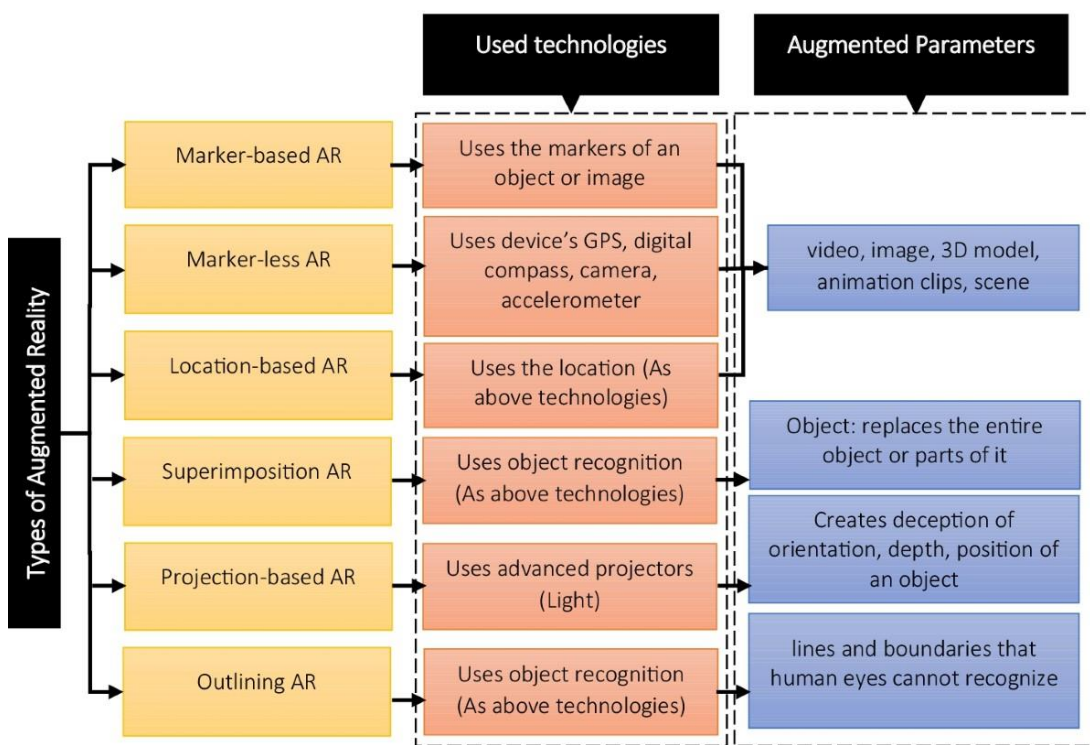 Used technologies
Augmented Parameters
Types of Augmented Reality
Marker-based AR
Uses the markers of an
object or image
Marker-less AR
Uses device's GPS, digital
compass, camera,
accelerometer
video, image, 3D model,
animation clips, scene
Location-based AR
Uses the location (As
above technologies)
Superimposition AR
Uses object recognition
(As above technologies)
Object: replaces the entire
object or parts of it
Projection-based AR
Uses advanced projectors
(Light)
Creates deception of
orientation, depth, position of
an object
Outlining AR
Uses object recognition
(As above technologies)
lines and boundaries that
human eyes cannot recognize